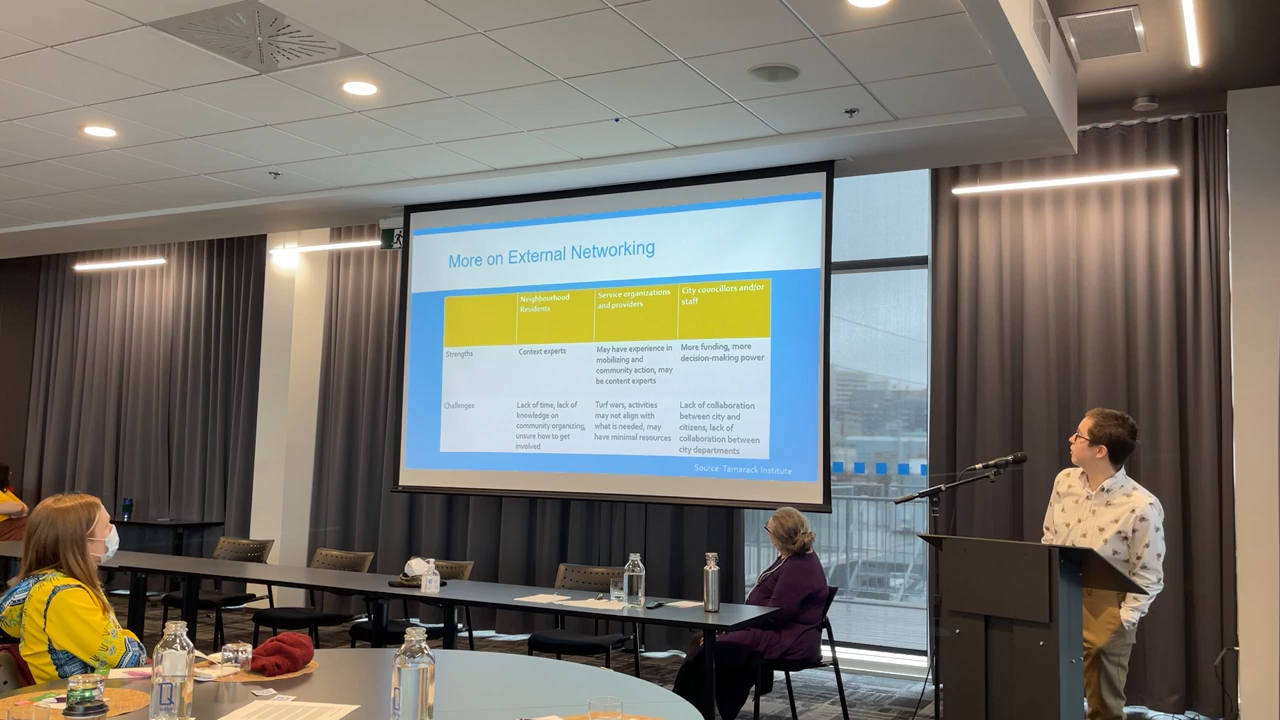 More on External Networking
Neighbourhood
Residents
Service organizations
and providers
City councillors and/or
staff
Strengths
Context experts
May have experience in
mobilizing and
community action, may
be content experts
More funding, more
decision-making power
Challenges
Lack of time, lack of
knowledge on
community organizing,
unsure how to get
involved
Turf wars, activities
may not align with
what is needed, may
have minimal resources
Lack of collaboration
between city and
citizens, lack of
collaboration between
city departments
Source: Tamarack Institute